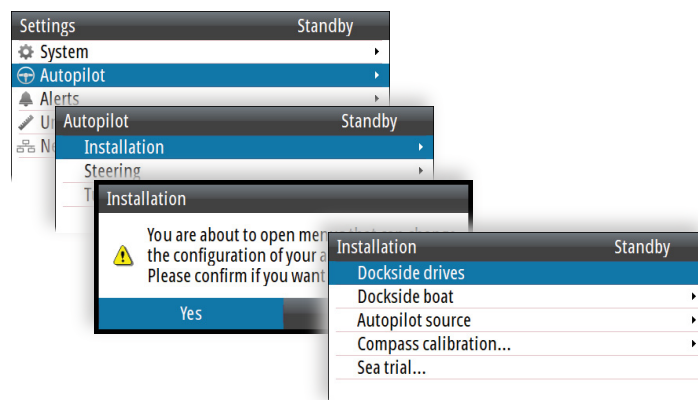 Settings Standby
System
Autopilot
Alerts
Autopilot Standby
Installation
Steering
Installation
You are about to open
the configuration of your
Please confirm if you want
Yes
Installation Standby
Dockside drives
Dockside boat
Autopilot source
Compass calibration...
Sea trial...